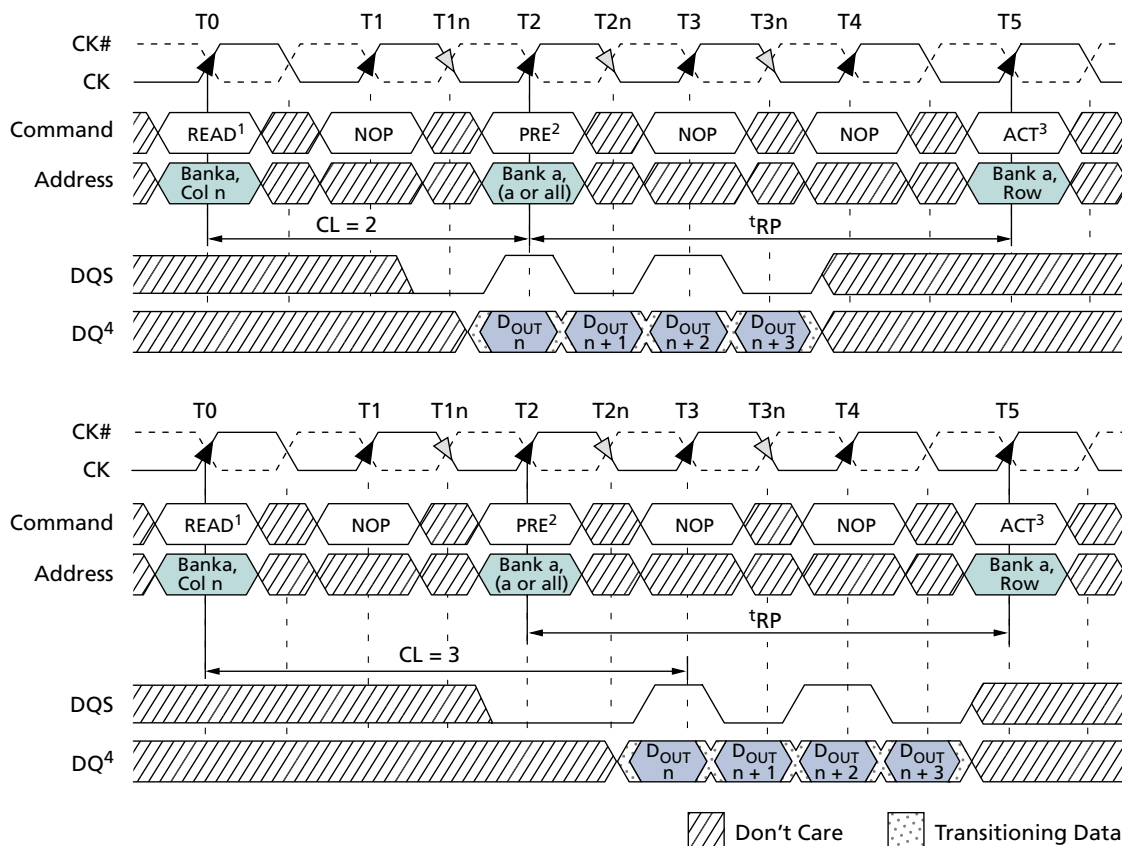 T0 T1 T1n T2 T2n T3 T3n T4 T5
CK#
CK
Command READ¹ NOP PRE² NOP NOP ACT³
Address Banka, Col n Bank a, (a or all) Bank a, Row
CL = 2 tRP
DQS
DQ⁴ DOUT n DOUT n + 1 DOUT n + 2 DOUT n + 3
T0 T1 T1n T2 T2n T3 T3n T4 T5
CK#
CK
Command READ¹ NOP PRE² NOP NOP ACT³
Address Banka, Col n Bank a, (a or all) Bank a, Row
tRP
CL = 3
DQS
DQ⁴ DOUT n DOUT n + 1 DOUT n + 2 DOUT n + 3
Don't Care Transitioning Data